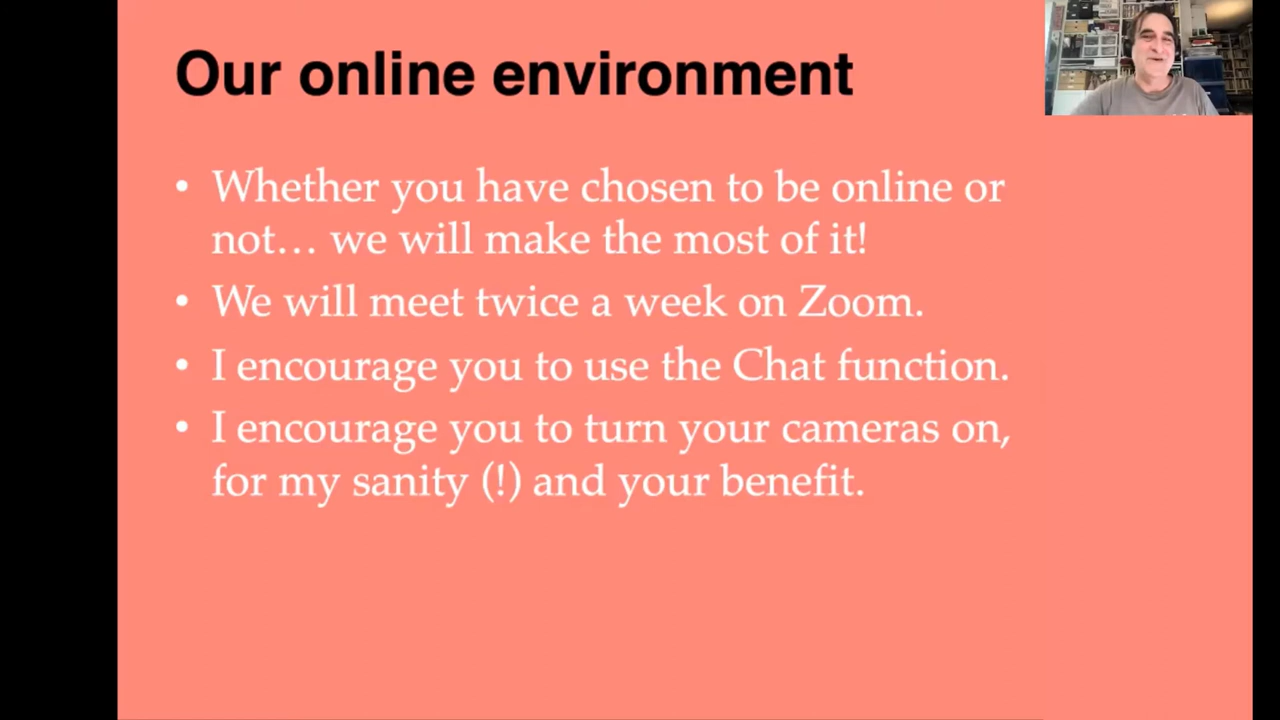 Our online environment
• Whether you have chosen to be online or
not… we will make the most of it!
• We will meet twice a week on Zoom.
• I encourage you to use the Chat function.
• I encourage you to turn your cameras on,
for my sanity (!) and your benefit.